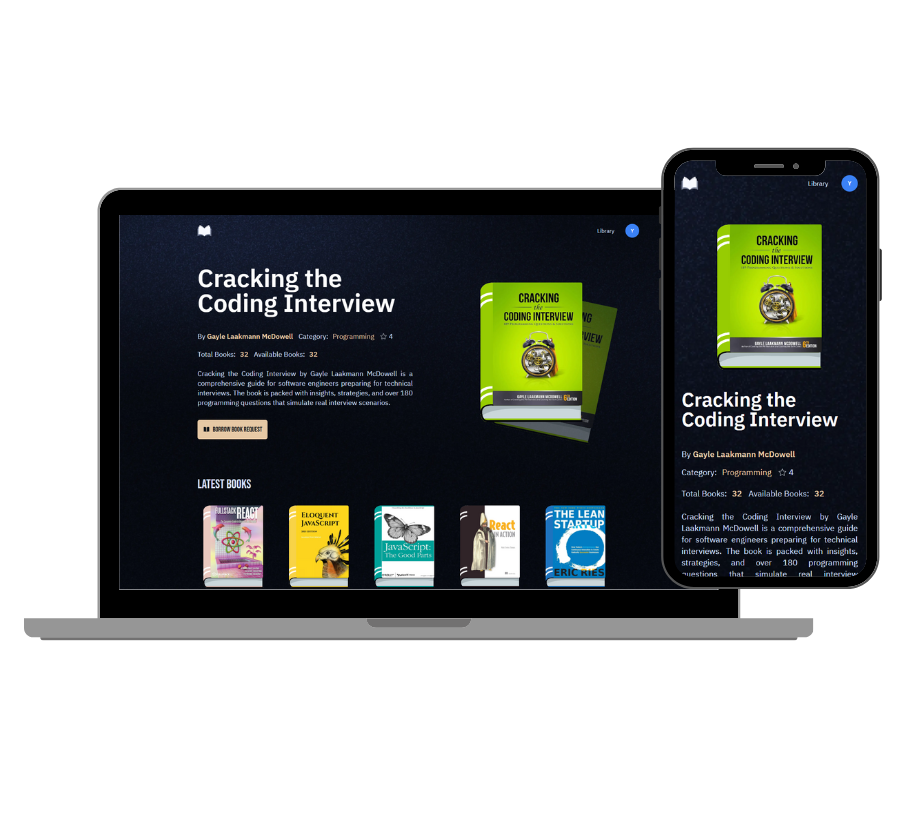 Library
Y
Cracking the
Coding Interview
By Gayle Laakmann McDowell Category: Programming 4
Total Books: 32 Available Books: 32
Cracking the Coding Interview by Gayle Laakmann McDowell is a
comprehensive guide for software engineers preparing for technical
interviews. The book is packed with insights, strategies, and over 180
programming questions that simulate real interview scenarios.
BORROW BOOK REQUEST
CRACKING
the
CODING INTERVIEW
GAYLE LAAKMANN MCDOWELL
LATEST BOOKS
FULLSTACK
REACT
ELOQUENT
JAVASCRIPT
JavaScript:
The Good Parts
React
IN ACTION
THE LEAN
STARTUP
ERIC RIES
Library
Y
CRACKING
the
CODING INTERVIEW
GAYLE LAAKMANN MCDOWELL
Cracking the
Coding Interview
By Gayle Laakmann McDowell
Category: Programming 4
Total Books: 32 Available Books: 32
Cracking the Coding Interview by Gayle
Laakmann McDowell is a comprehensive guide
for software engineers preparing for technical
interviews. The book is packed with insights,
strategies, and over 180 programming
questions that simulate real interview